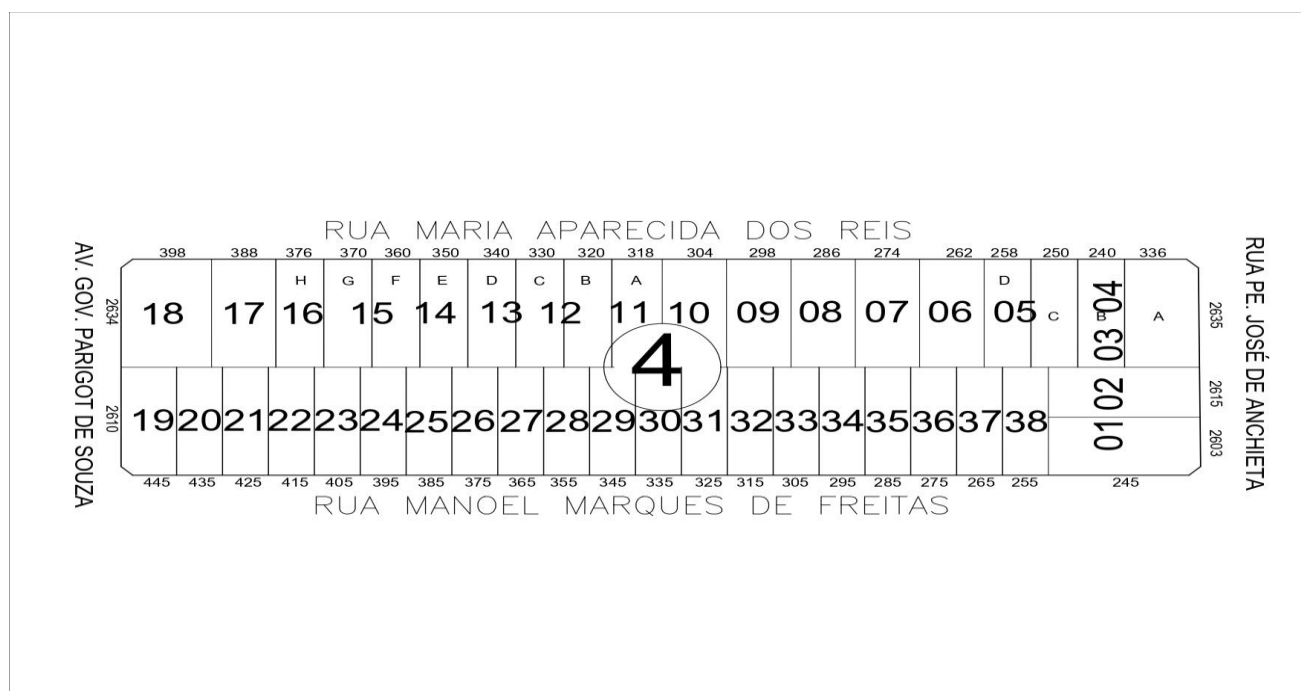 RUA MARIA APARECIDA DOS REIS
398 388 376 370 360 350 340 330 320 318 304 298 286 274 262 258 250 240 336
H G F E D C B A D
18 17 16 15 14 13 12 11 10 09 08 07 06 05 C B A
04
03
02
01
4
19 20 21 22 23 24 25 26 27 28 29 30 31 32 33 34 35 36 37 38
445 435 425 415 405 395 385 375 365 355 345 335 325 315 305 295 285 275 265 255 245
RUA MANOEL MARQUES DE FREITAS
AV. GOV. PARIGOT DE SOUZA
2634
2610
2635
2615
2603
RUA PE. JOSÉ DE ANCHIETA